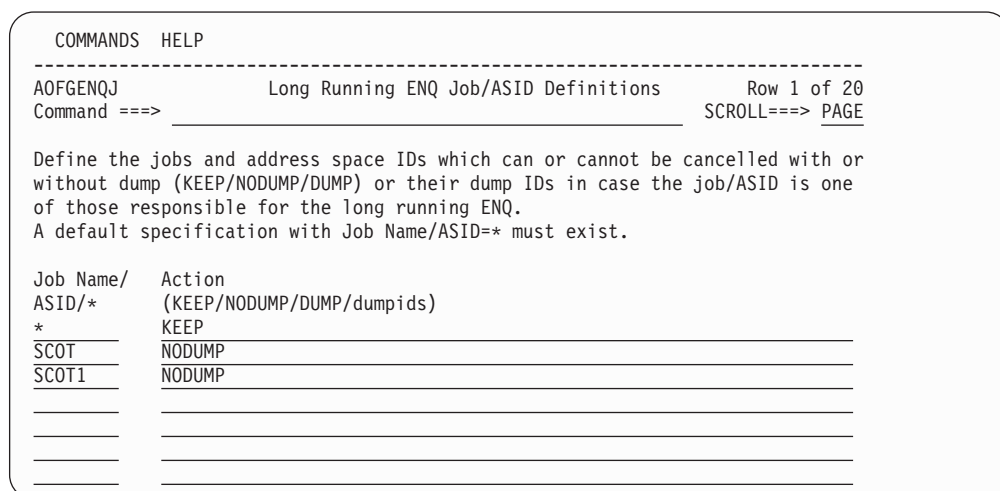 COMMANDS HELP
-------------------------------------------------------------------------------
AOFGENQJ Long Running ENQ Job/ASID Definitions Row 1 of 20
Command ===> SCROLL===> PAGE
Define the jobs and address space IDs which can or cannot be cancelled with or
without dump (KEEP/NODUMP/DUMP) or their dump IDs in case the job/ASID is one
of those responsible for the long running ENQ.
A default specification with Job Name/ASID=* must exist.
Job Name/ Action
ASID/* (KEEP/NODUMP/DUMP/dumpids)
* KEEP
SCOT NODUMP
SCOT1 NODUMP